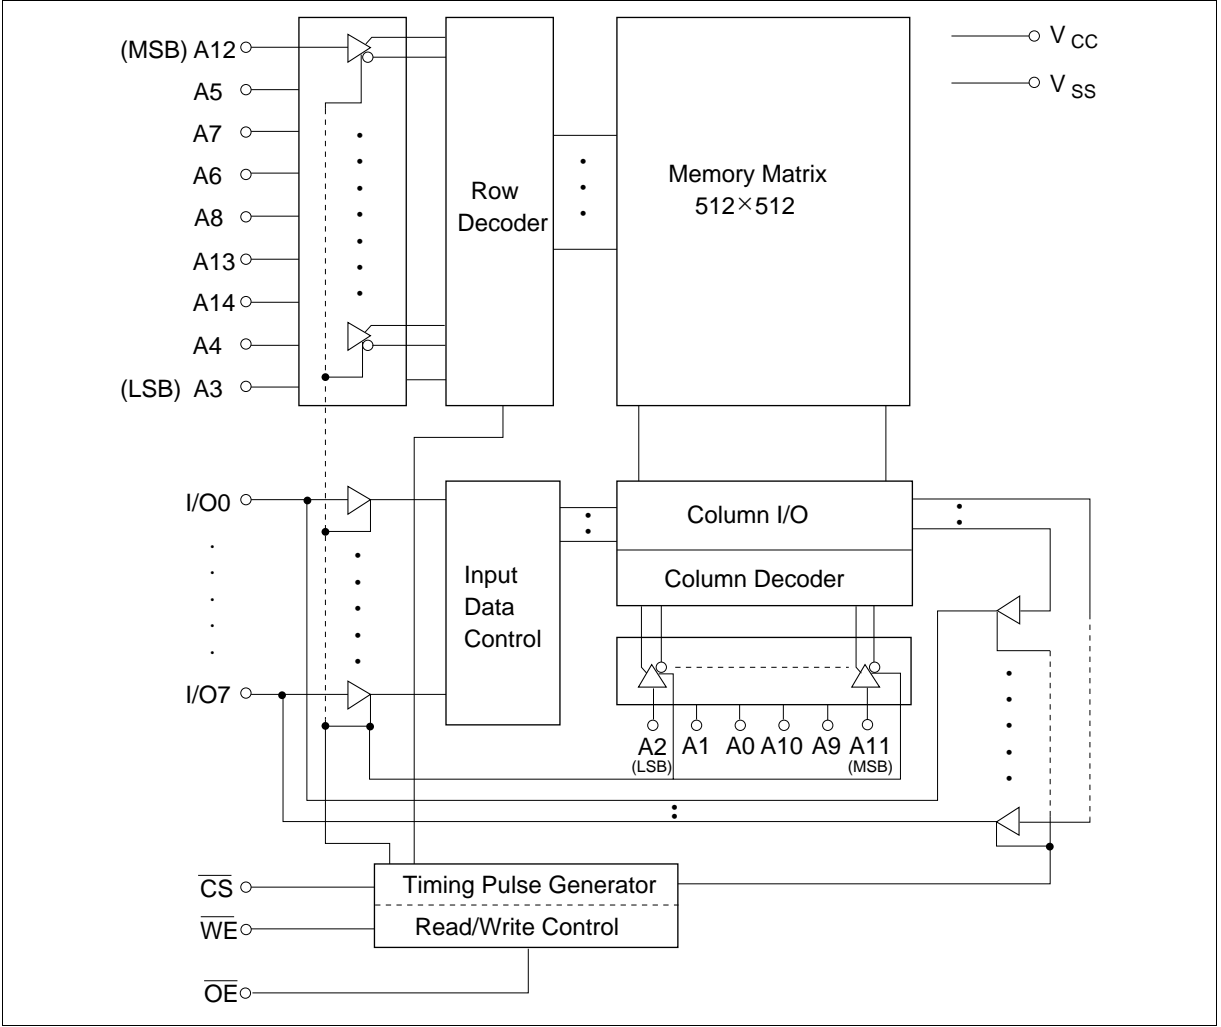 (MSB) A12
A5
A7
A6
A8
A13
A14
A4
(LSB) A3
Row
Decoder
Memory Matrix
512×512
V CC
V SS
I/O0
I/O7
Input
Data
Control
Column I/O
Column Decoder
A2 A1 A0 A10 A9 A11
(LSB) (MSB)
CS
WE
OE
Timing Pulse Generator
Read/Write Control